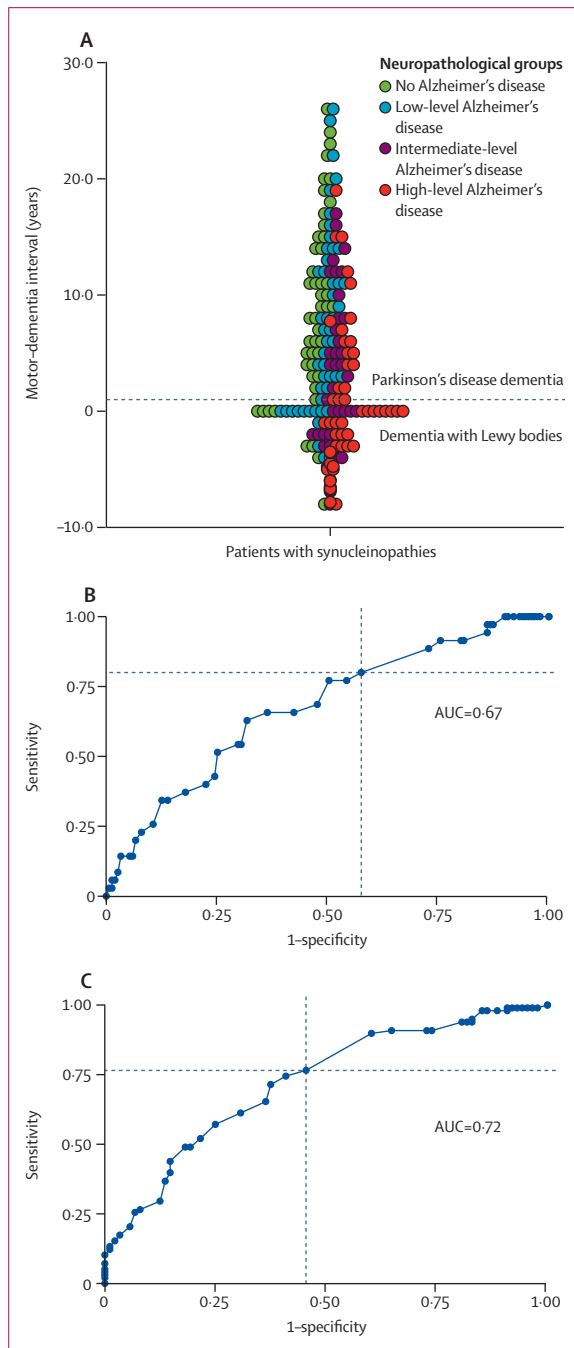 A
30·0
20·0
10·0
0
–10·0
Motor–dementia interval (years)
Neuropathological groups
No Alzheimer's disease
Low-level Alzheimer's
disease
Intermediate-level
Alzheimer's disease
High-level Alzheimer's
disease
Parkinson's disease dementia
Dementia with Lewy bodies
Patients with synucleinopathies
B
1·00
0·75
0·50
0·25
0
Sensitivity
AUC=0·67
0 0·25 0·50 0·75 1·00
1–specificity
C
1·00
0·75
0·50
0·25
0
Sensitivity
AUC=0·72
0 0·25 0·50 0·75 1·00
1–specificity